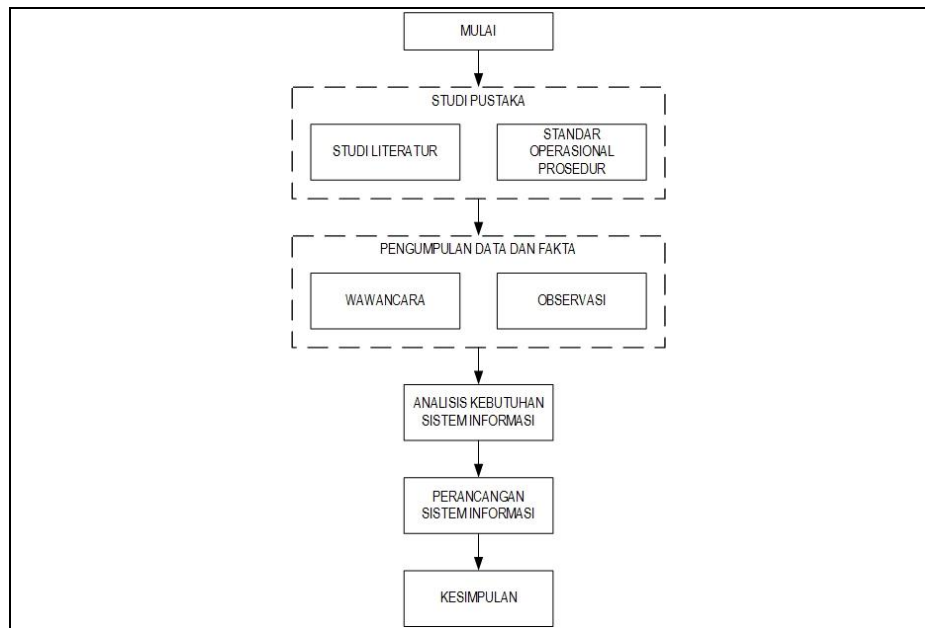 MULAI
STUDI PUSTAKA
STUDI LITERATUR
STANDAR
OPERASIONAL
PROSEDUR
PENGUMPULAN DATA DAN FAKTA
WAWANCARA
OBSERVASI
ANALISIS KEBUTUHAN
SISTEM INFORMASI
PERANCANGAN
SISTEM INFORMASI
KESIMPULAN